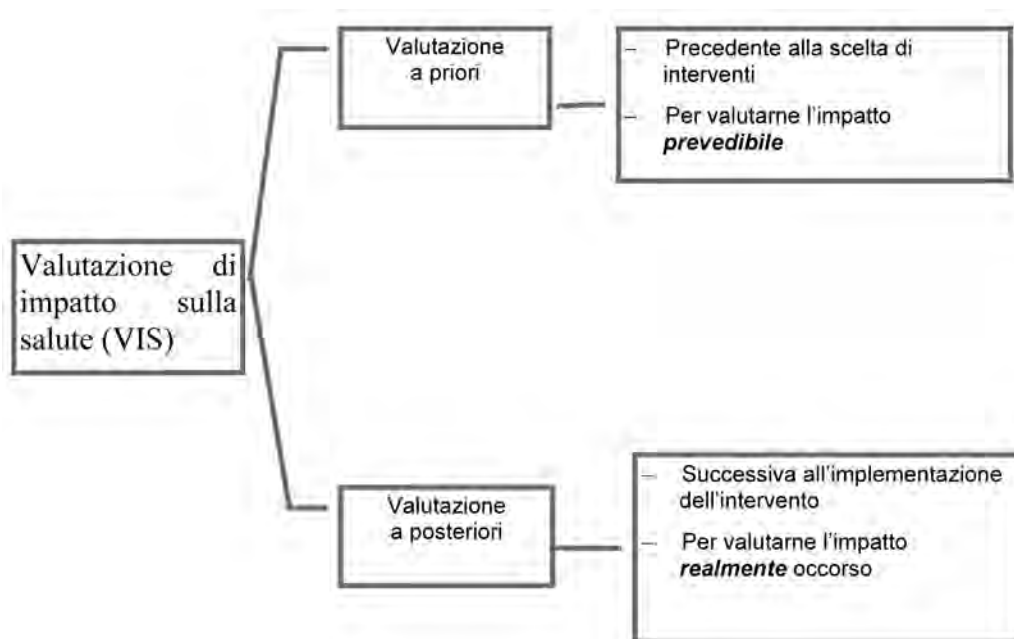 Valutazione
a priori
– Precedente alla scelta di
interventi
– Per valutarne l'impatto
prevedibile
Valutazione di
impatto sulla
salute (VIS)
Valutazione
a posteriori
– Successiva all'implementazione
dell'intervento
– Per valutarne l'impatto
realmente occorso